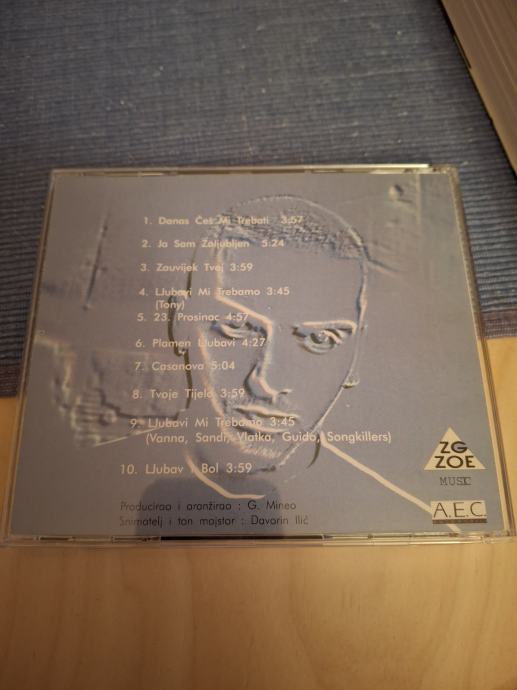 1. Danas Ćeš Mi Trebati 3:57
2. Ja Sam Zaljubljen 5:24
3. Zauvijek Tvoj 3:59
4. LJubavi Mi Trebamo 3:45
(Tony)
5. 23. Prosinac 4:57
6. Plamen LJubavi 4:27
7. Casanova 5:04
8. Tvoje Tijelo 3:59
9. LJubavi Mi Trebamo 3:45
(Vanna, Sandi, Vlatka, Guido, Songkillers)
10. LJubav I Bol 3:59
Producirao i aranžirao : G. Mineo
Snimatelj i ton majstor : Davorin Ilić
ZG
ZOE
MUSIC
A.E.C.